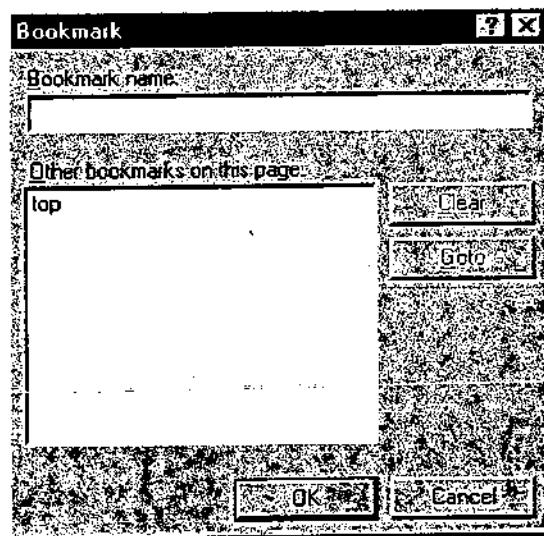 Bookmark
Bookmark name:
Other bookmarks on this page:
top
Clear
Goto
OK
Cancel